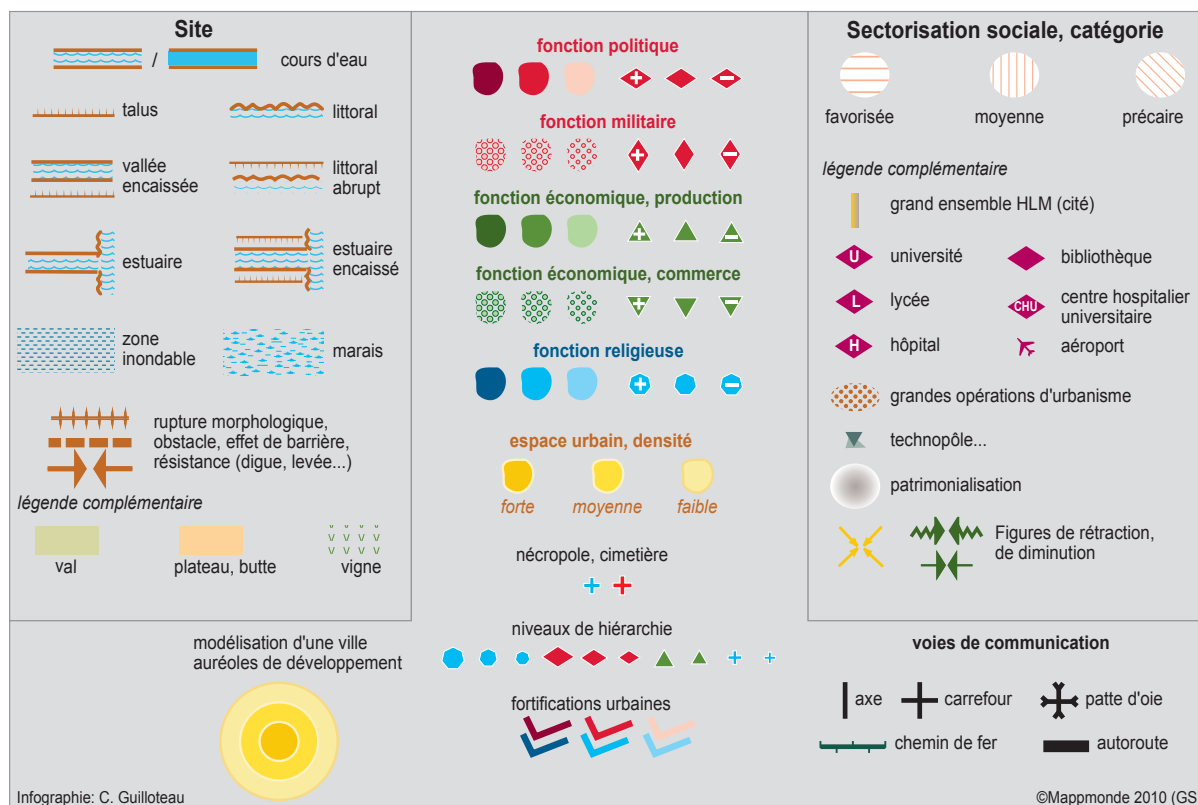 Site
/
cours d'eau
talus
littoral
vallée
encaissée
littoral
abrupt
estuaire
estuaire
encaissé
zone
inondable
marais
rupture morphologique,
obstacle, effet de barrière,
résistance (digue, levée...)
légende complémentaire
val
plateau, butte
vigne
fonction politique
fonction militaire
fonction économique, production
fonction économique, commerce
fonction religieuse
espace urbain, densité
forte
moyenne
faible
nécropole, cimetière
niveaux de hiérarchie
fortifications urbaines
Sectorisation sociale, catégorie
favorisée
moyenne
précaire
légende complémentaire
grand ensemble HLM (cité)
U
université
bibliothèque
L
lycée
CHU
centre hospitalier
universitaire
H
hôpital
aéroport
grandes opérations d'urbanisme
technopôle...
patrimonialisation
Figures de rétraction,
de diminution
modélisation d'une ville
auréoles de développement
voies de communication
axe
carrefour
patte d'oie
chemin de fer
autoroute
Infographie: C. Guilloteau
©Mappmonde 2010 (GS